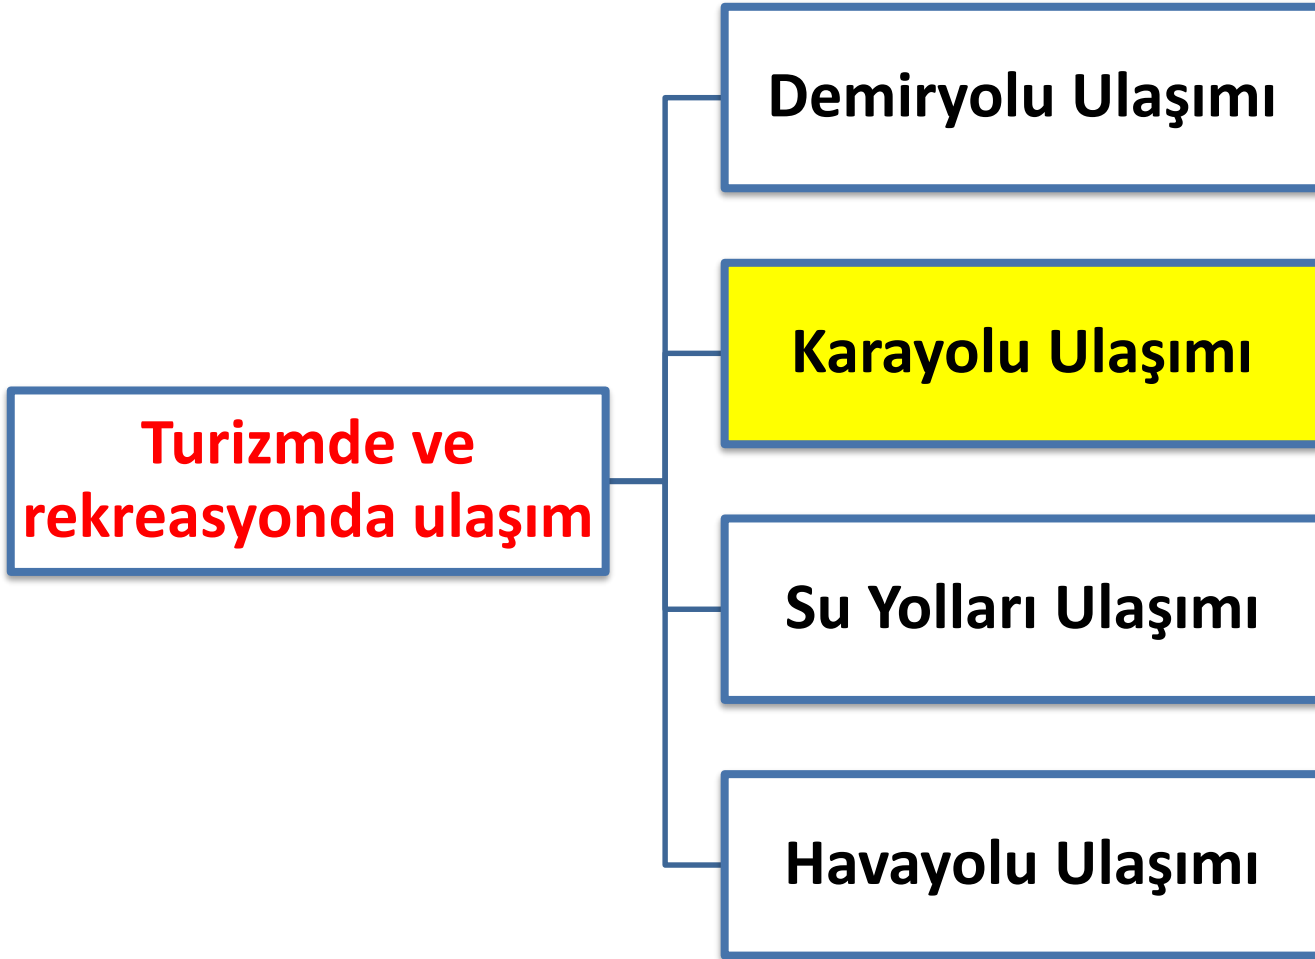 Turizmde ve
rekreasyonda ulaşım
Demiryolu Ulaşımı
Karayolu Ulaşımı
Su Yolları Ulaşımı
Havayolu Ulaşımı